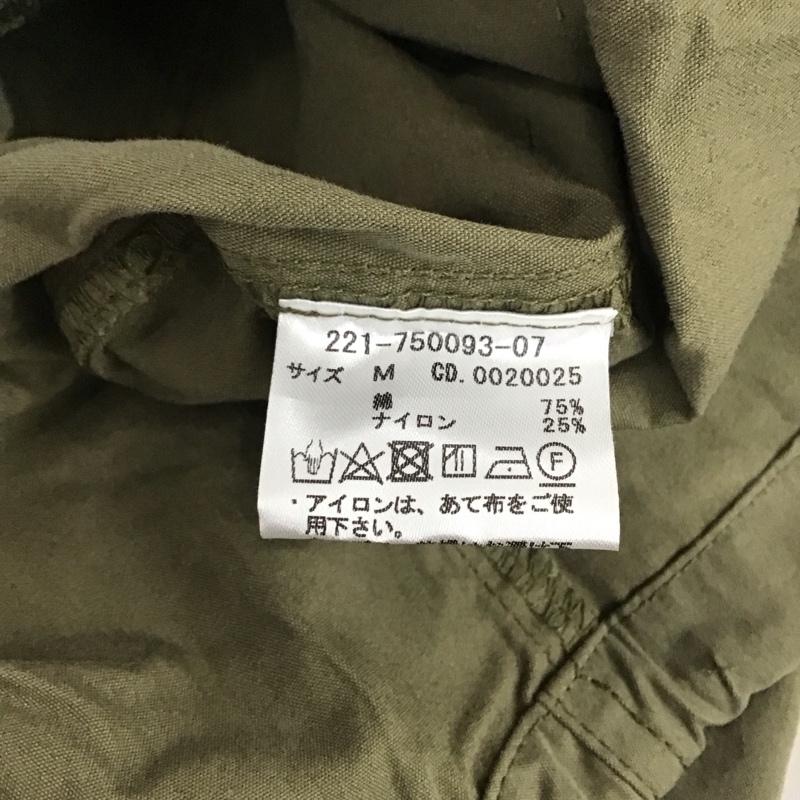 221-750093-07
サイズ M CD.0020025
綿 75%
ナイロン 25%
F
・アイロンは、あて布をご使
用下さい。